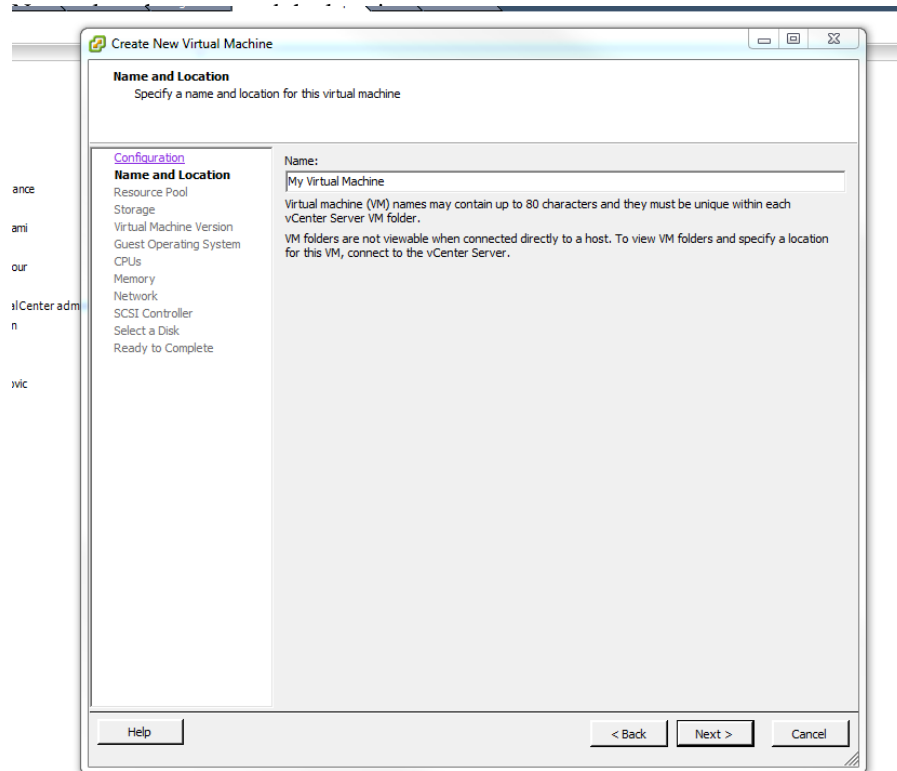 Create New Virtual Machine
Name and Location
Specify a name and location for this virtual machine
Configuration
Name and Location
Resource Pool
Storage
Virtual Machine Version
Guest Operating System
CPUs
Memory
Network
SCSI Controller
Select a Disk
Ready to Complete
Name:
My Virtual Machine
Virtual machine (VM) names may contain up to 80 characters and they must be unique within each
vCenter Server VM folder.
VM folders are not viewable when connected directly to a host. To view VM folders and specify a location
for this VM, connect to the vCenter Server.
ance
ami
our
alCenter adm
n
ovic
Help
< Back
Next >
Cancel